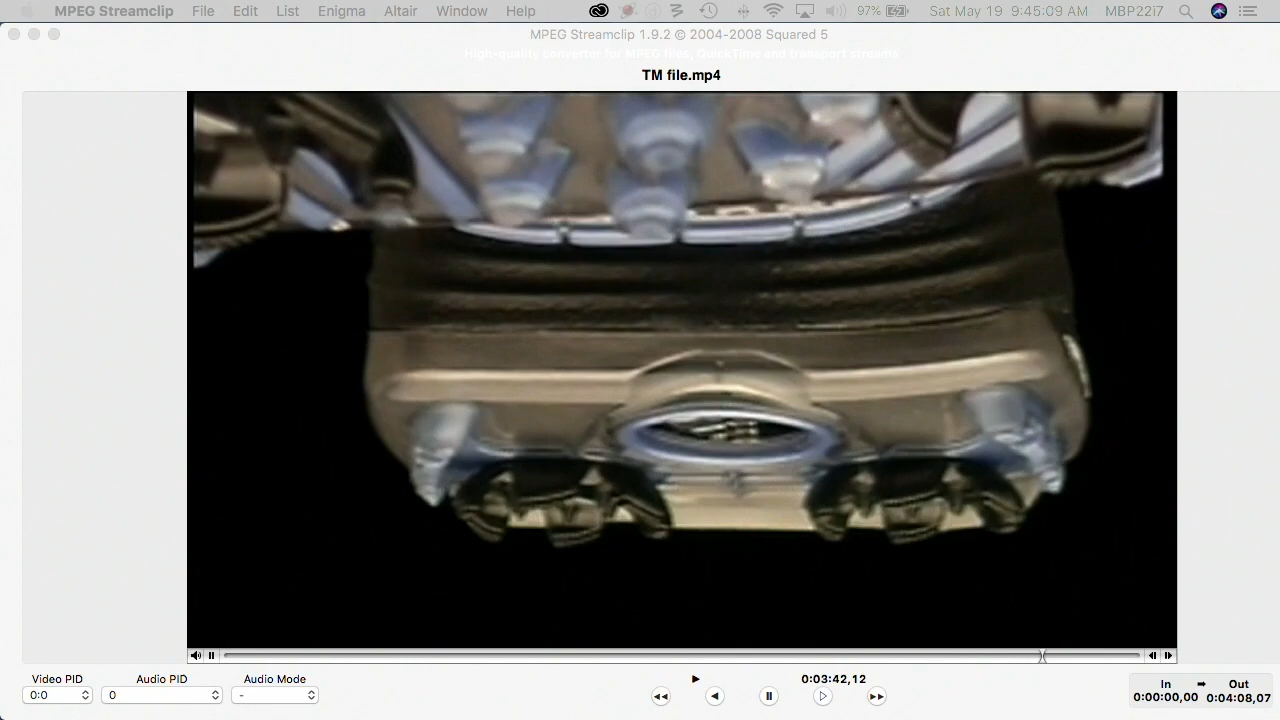 MPEG Streamclip File Edit List Enigma Altair Window Help 97% Sat May 19 9:45:09 AM MBP22i7
MPEG Streamclip 1.9.2 © 2004-2008 Squared 5
High-quality converter for MPEG files, QuickTime and transport streams
TM file.mp4
Video PID Audio PID Audio Mode 0:03:42,12
0:0 0 -
In ➡ Out
0:00:00,00 0:04:08,07